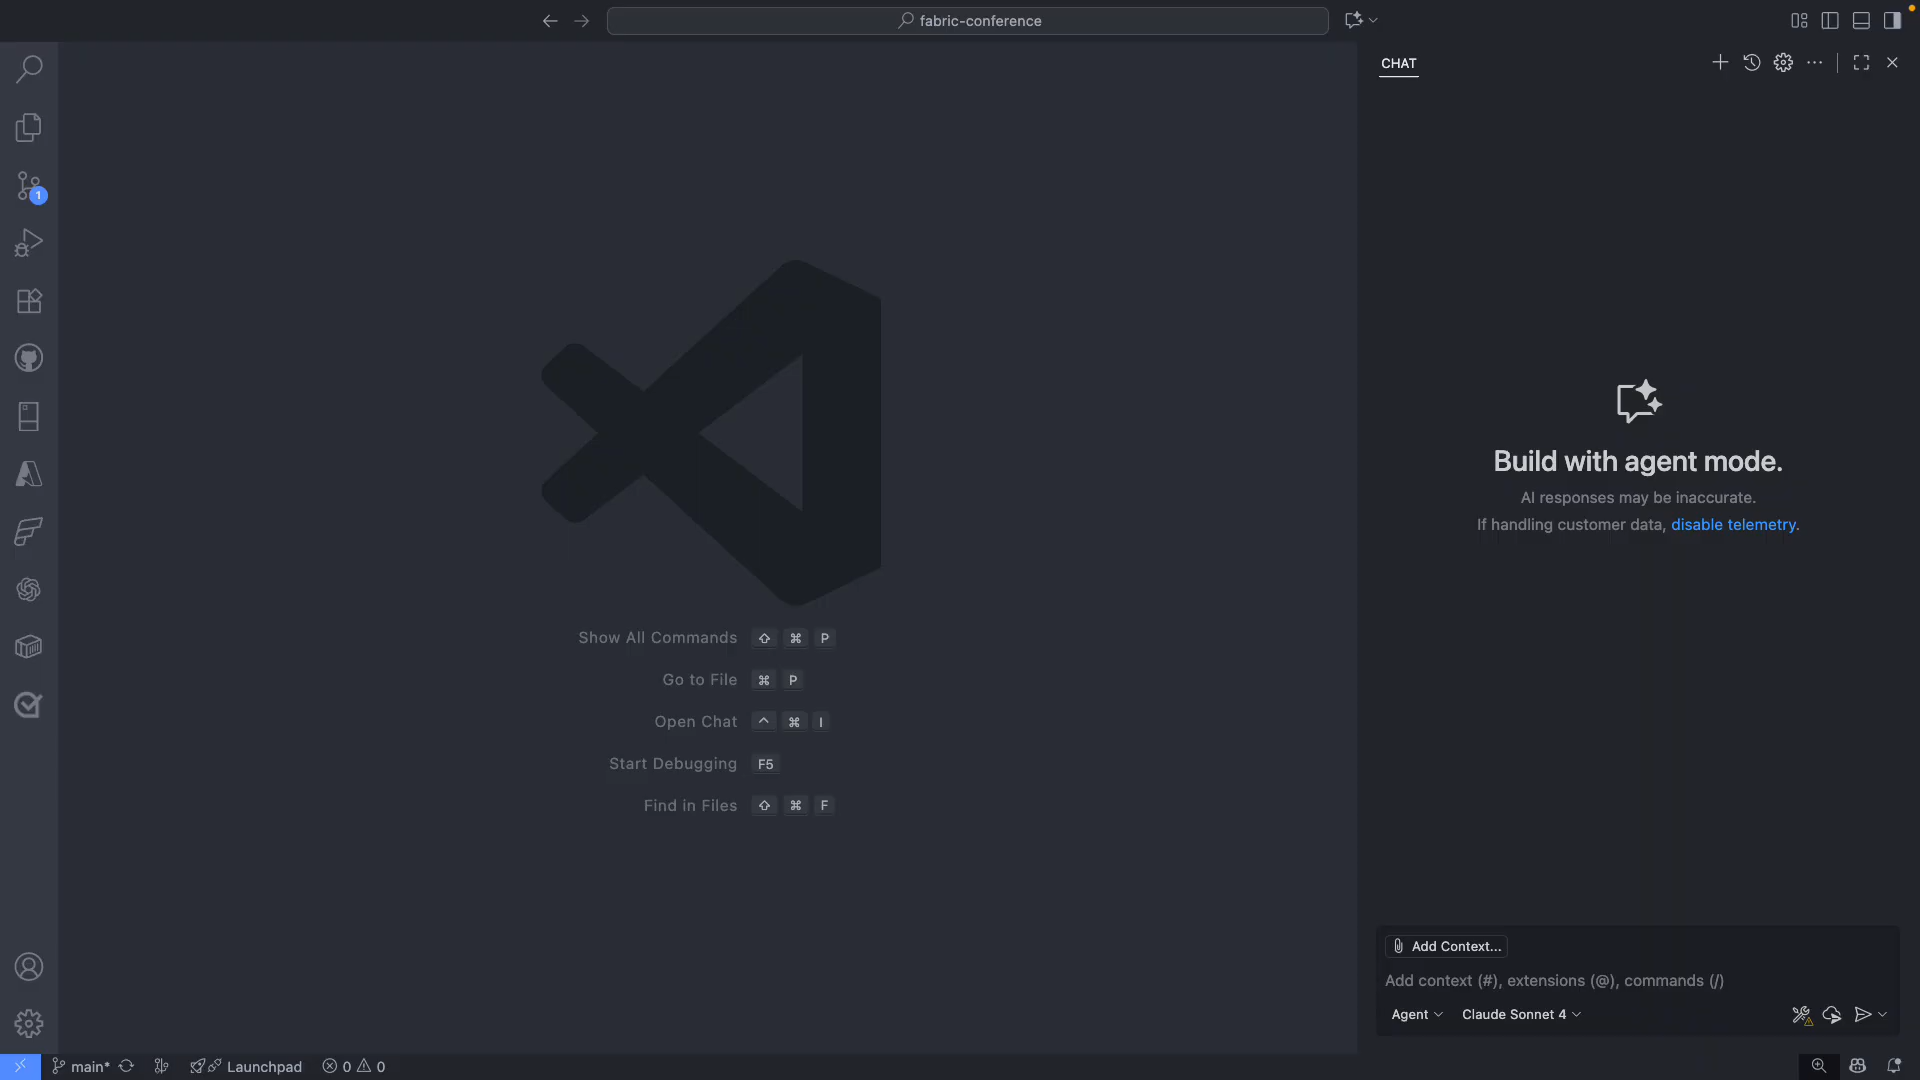 fabric-conference
CHAT
1
Build with agent mode.
AI responses may be inaccurate.
If handling customer data, disable telemetry.
Show All Commands ⇧ ⌘ P
Go to File ⌘ P
Open Chat ^ ⌘ I
Start Debugging F5
Find in Files ⇧ ⌘ F
Add Context...
Add context (#), extensions (@), commands (/)
Agent Claude Sonnet 4
main* Launchpad 0 0